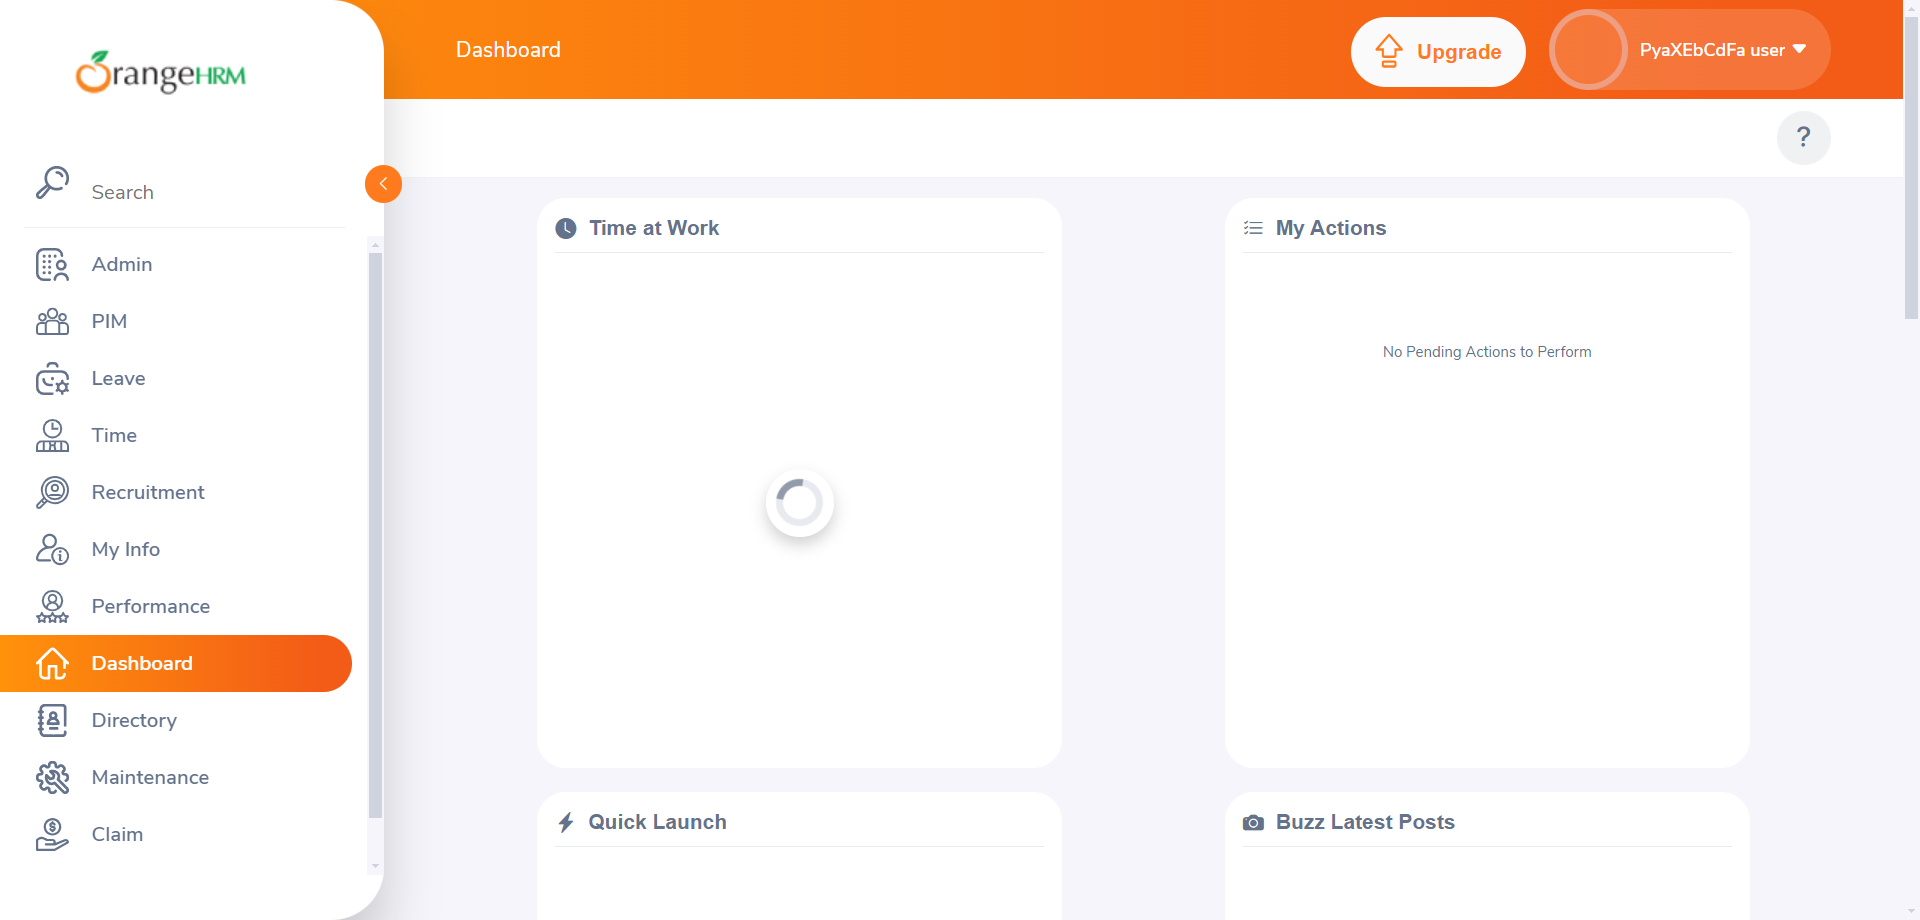 OrangeHRM
Dashboard
Upgrade
PyaXEbCdFa user
?
Search
Admin
PIM
Leave
Time
Recruitment
My Info
Performance
Dashboard
Directory
Maintenance
Claim
Time at Work
My Actions
No Pending Actions to Perform
Quick Launch
Buzz Latest Posts